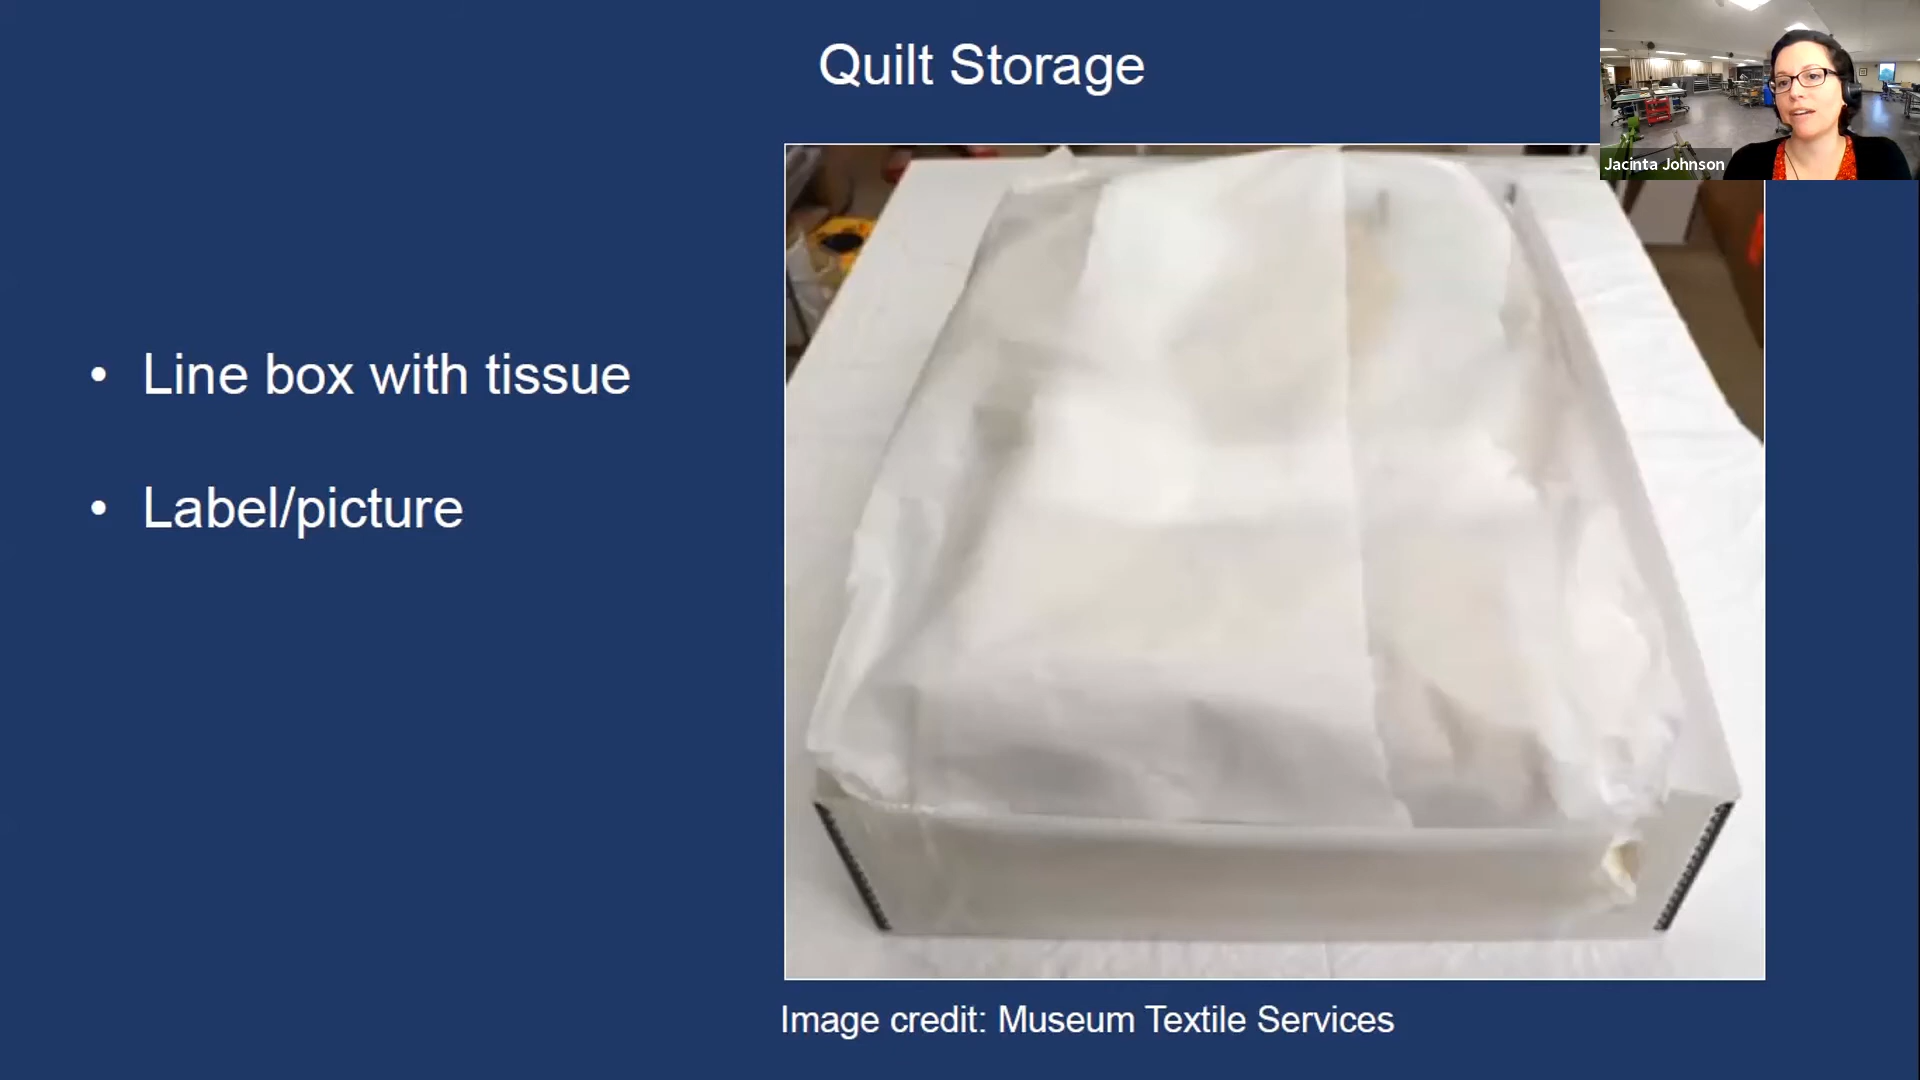 Quilt Storage
Jacinta Johnson
• Line box with tissue
• Label/picture
Image credit: Museum Textile Services